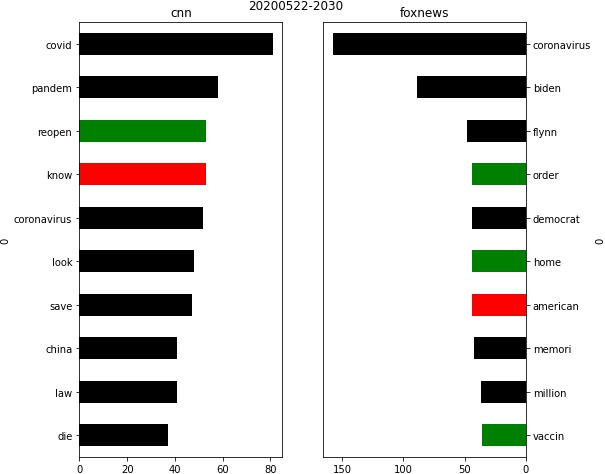 20200522-2030
cnn
foxnews
covid
pandem
reopen
know
coronavirus
look
save
china
law
die
0
0 20 40 60 80
coronavirus
biden
flynn
order
democrat
home
american
memori
million
vaccin
0
150 100 50 0